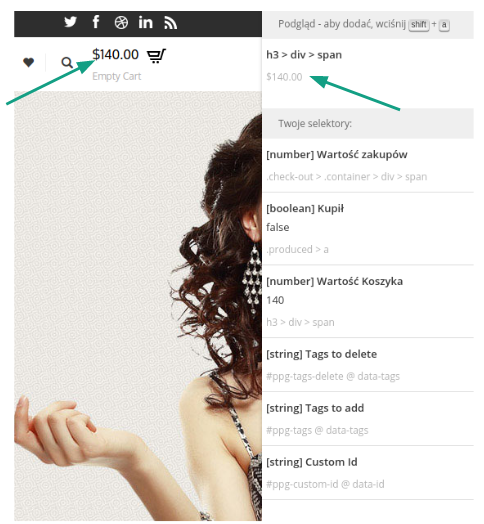 $140.00
Empty Cart
Podgląd - aby dodać, wciśnij shift + a
h3 > div > span
$140.00
Twoje selektory:
[number] Wartość zakupów
.check-out > .container > div > span
[boolean] Kupił
false
.produced > a
[number] Wartość Koszyka
140
h3 > div > span
[string] Tags to delete
#ppg-tags-delete @ data-tags
[string] Tags to add
#ppg-tags @ data-tags
[string] Custom Id
#ppg-custom-id @ data-id